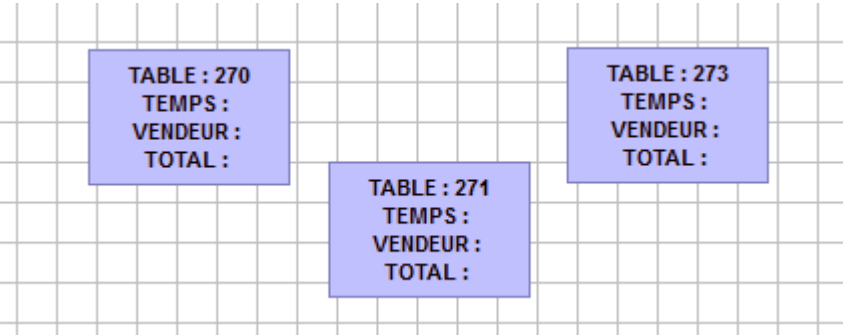 TABLE : 270
TEMPS :
VENDEUR :
TOTAL :
TABLE : 271
TEMPS :
VENDEUR :
TOTAL :
TABLE : 273
TEMPS :
VENDEUR :
TOTAL :